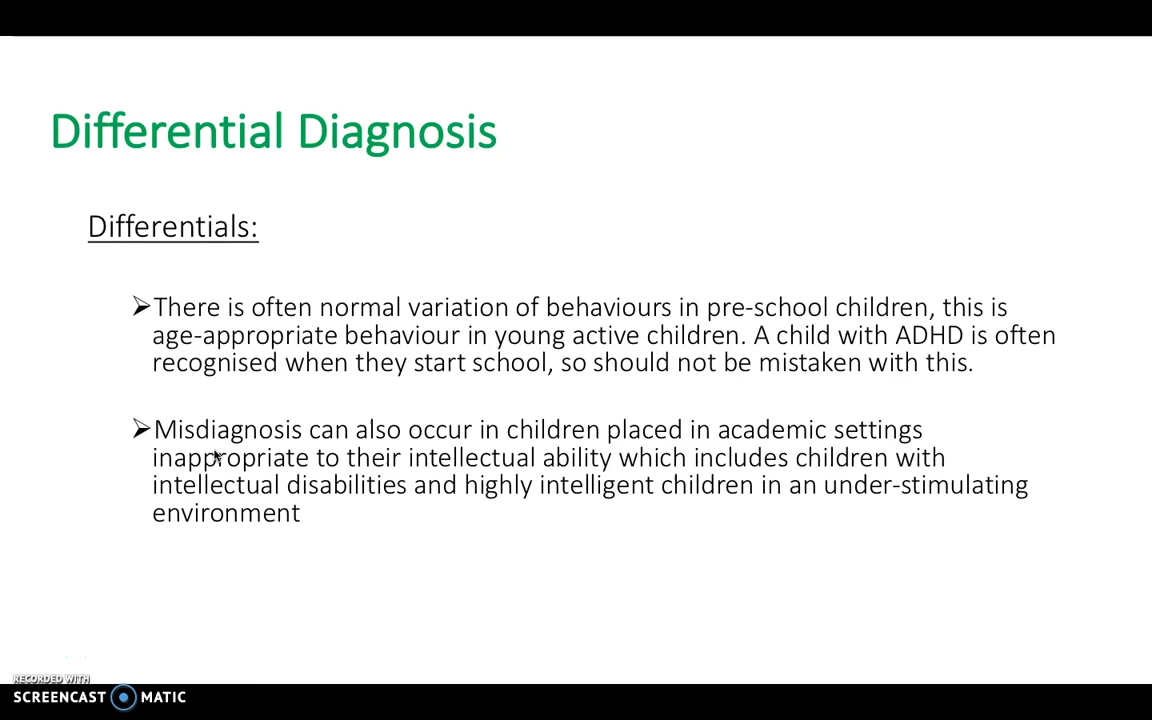 Differential Diagnosis
Differentials:
➢There is often normal variation of behaviours in pre-school children, this is
age-appropriate behaviour in young active children. A child with ADHD is often
recognised when they start school, so should not be mistaken with this.
➢Misdiagnosis can also occur in children placed in academic settings
inappropriate to their intellectual ability which includes children with
intellectual disabilities and highly intelligent children in an under-stimulating
environment
RECORDED WITH
SCREENCAST MATIC